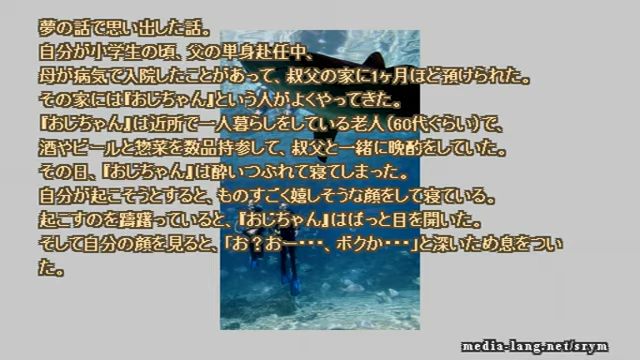 夢の話で思い出した話。
自分が小学生の頃、父の単身赴任中、
母が病気で入院したことがあって、叔父の家に1ヶ月ほど預けられた。
その家には『おじちゃん』という人がよくやってきた。
『おじちゃん』は近所で一人暮らしをしている老人（60代ぐらい）で、
酒やビールと惣菜を数品持参して、叔父と一緒に晩酌をしていた。
その日、『おじちゃん』は酔いつぶれて寝てしまった。
自分が起こそうとすると、ものすごく嬉しそうな顔をして寝ている。
起こすのを躊躇っていると、『おじちゃん』はぱっと目を開いた。
そして自分の顔を見ると、「お？おー・・・、ボクか・・・」と深いため息をつい
た。
media-lang-net/srym